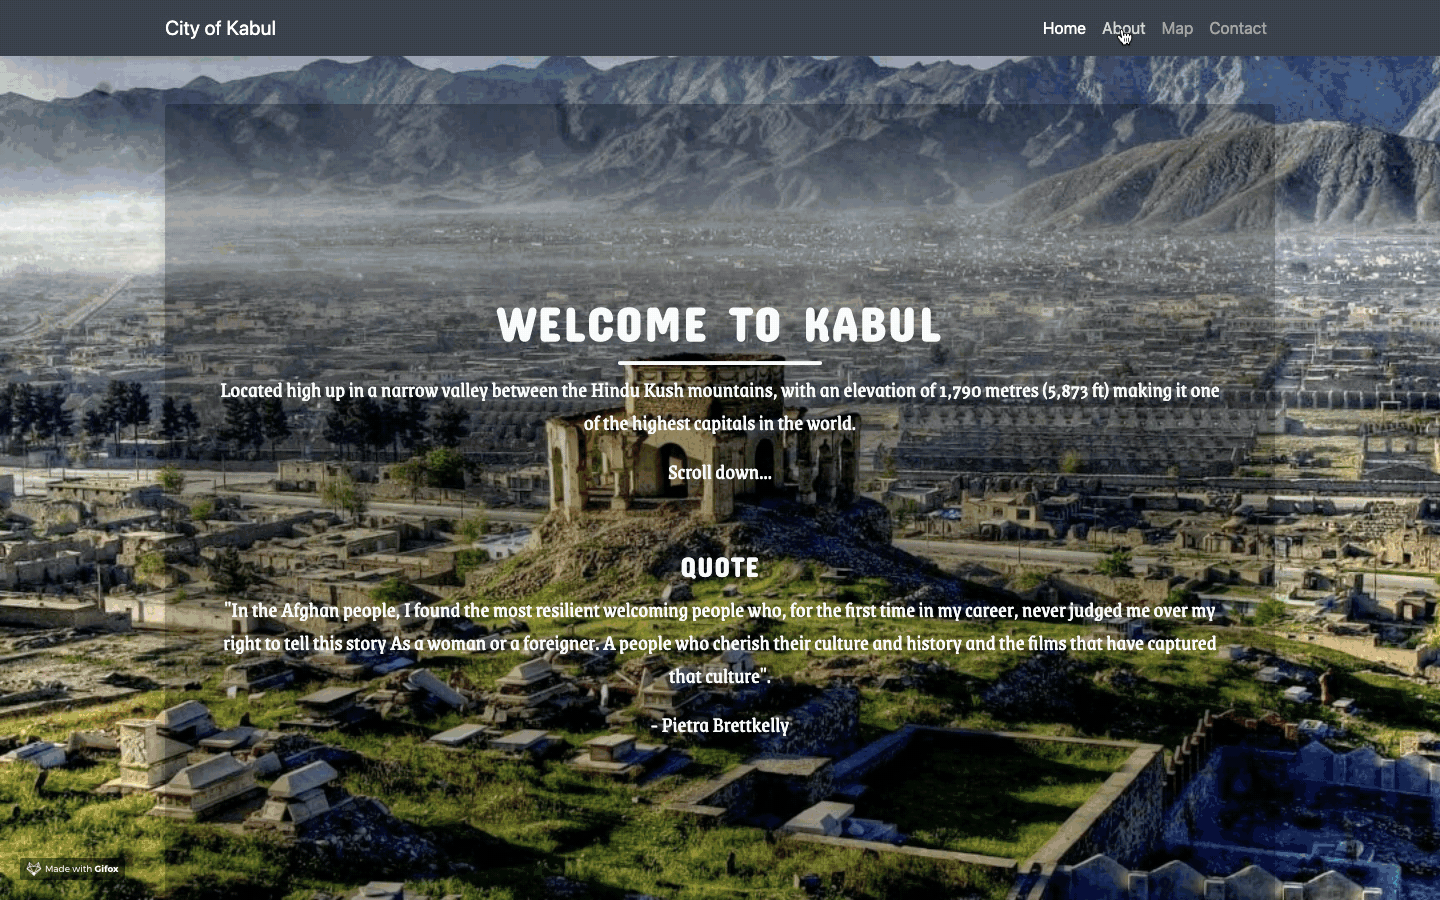 City of Kabul
Home About Map Contact
WELCOME TO KABUL
Located high up in a narrow valley between the Hindu Kush mountains, with an elevation of 1,790 metres (5,873 ft) making it one
of the highest capitals in the world.
Scroll down...
QUOTE
"In the Afghan people, I found the most resilient welcoming people who, for the first time in my career, never judged me over my
right to tell this story As a woman or a foreigner. A people who cherish their culture and history and the films that have captured
that culture".
- Pietra Brettkelly
Made with Gifox